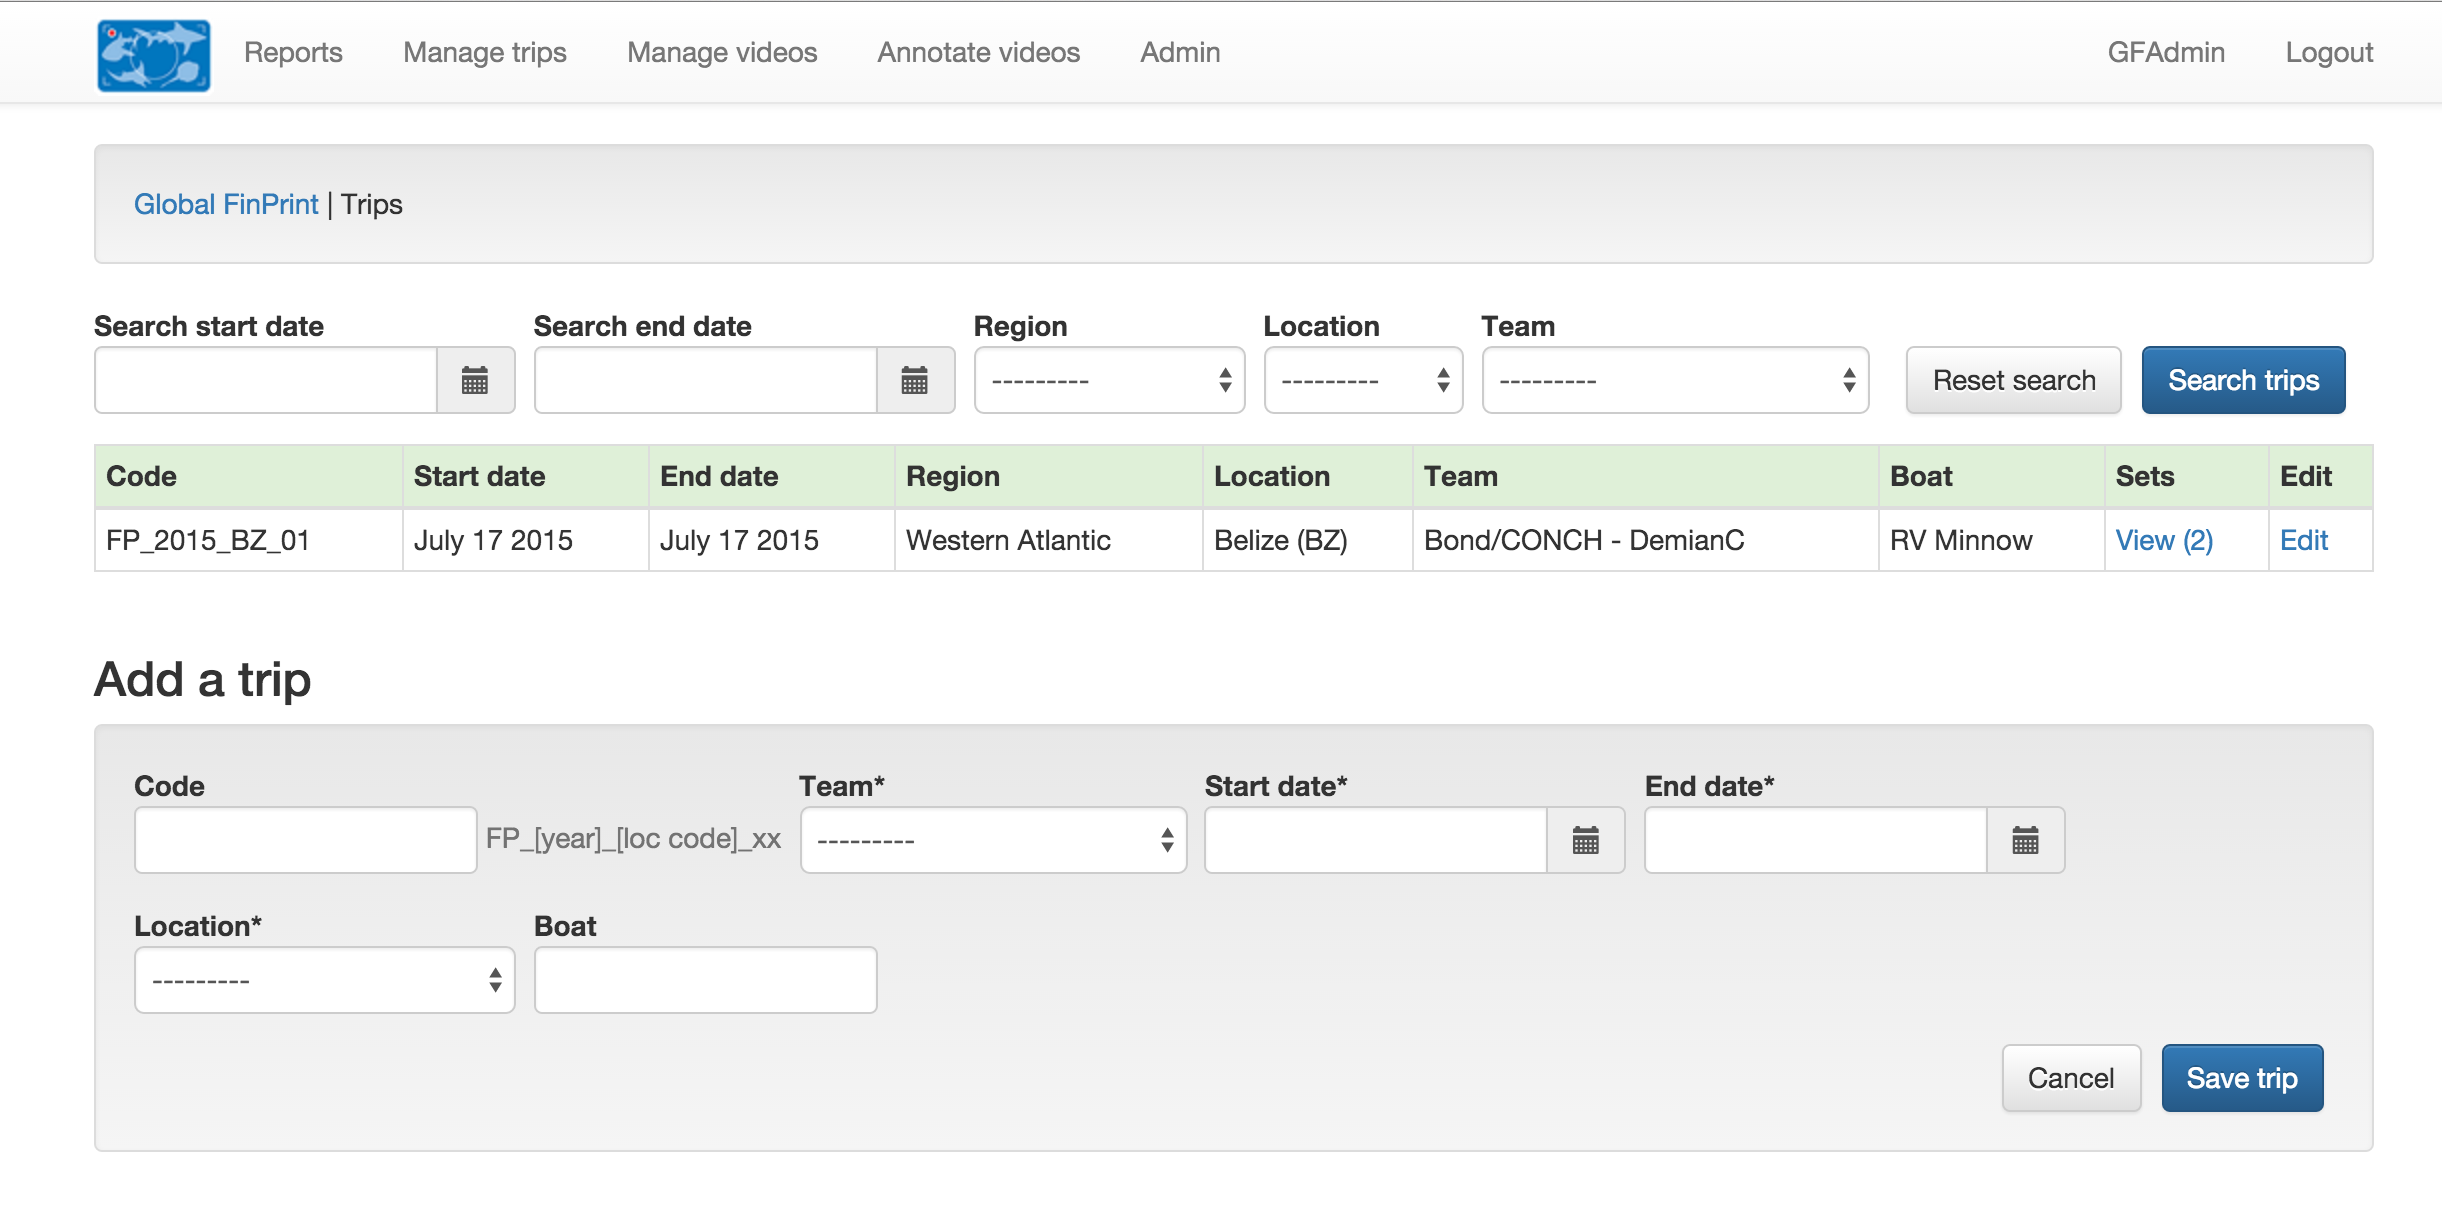 Reports Manage trips Manage videos Annotate videos Admin GFAdmin Logout
Global FinPrint | Trips
Search start date Search end date Region Location Team
--------- --------- --------- Reset search Search trips
Code Start date End date Region Location Team Boat Sets Edit
FP_2015_BZ_01 July 17 2015 July 17 2015 Western Atlantic Belize (BZ) Bond/CONCH - DemianC RV Minnow View (2) Edit
Add a trip
Code Team* Start date* End date*
FP_[year]_[loc code]_xx ---------
Location* Boat
---------
Cancel Save trip